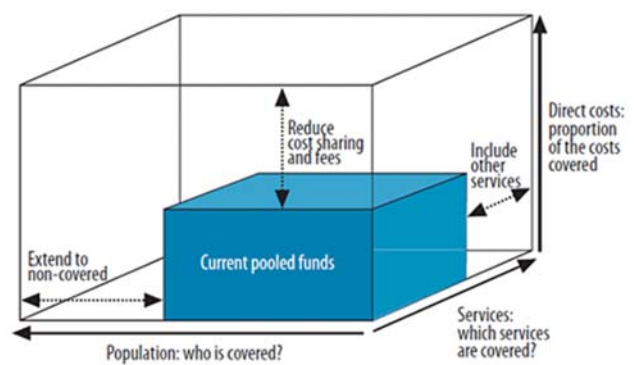 Reduce
cost sharing
and fees
Include
other
services
Direct costs:
proportion
of the costs
covered
Extend to
non-covered
Current pooled funds
Population: who is covered?
Services:
which services
are covered?